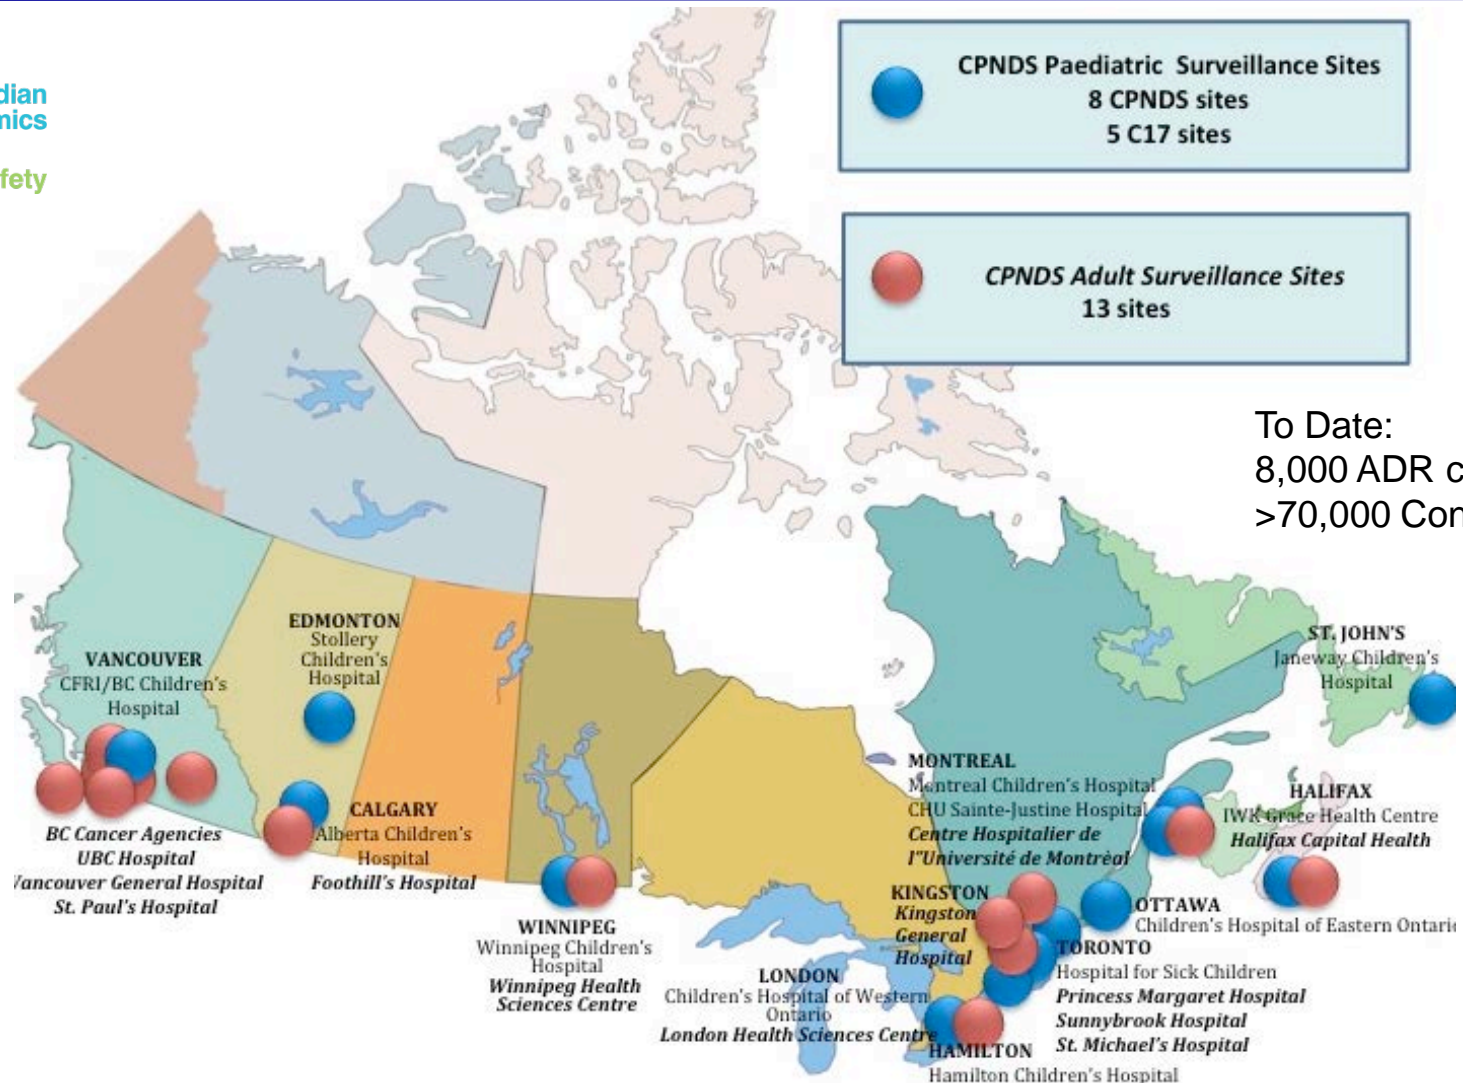 CPNDS Paediatric Surveillance Sites
8 CPNDS sites
5 C17 sites
CPNDS Adult Surveillance Sites
13 sites
To Date:
8,000 ADR
>70,000
VANCOUVER
CFRI/BC Children's
Hospital
BC Cancer Agencies
UBC Hospital
Vancouver General Hospital
St. Paul's Hospital
EDMONTON
Stollery
Children's
Hospital
CALGARY
Alberta Children's
Hospital
Foothill's Hospital
WINNIPEG
Winnipeg Children's
Hospital
Winnipeg Health
Sciences Centre
LONDON
Children's Hospital of Western
Ontario
London Health Sciences Centre
HAMILTON
Hamilton Children's Hospital
KINGSTON
Kingston
General
Hospital
TORONTO
Hospital for Sick Children
Princess Margaret Hospital
Sunnybrook Hospital
St. Michael's Hospital
OTTAWA
Children's Hospital of Eastern Ontario
MONTREAL
Montreal Children's Hospital
CHU Sainte-Justine Hospital
Centre Hospitalier de
l"Université de Montrèal
HALIFAX
IWK Grace Health Centre
Halifax Capital Health
ST. JOHN'S
Janeway Children's
Hospital